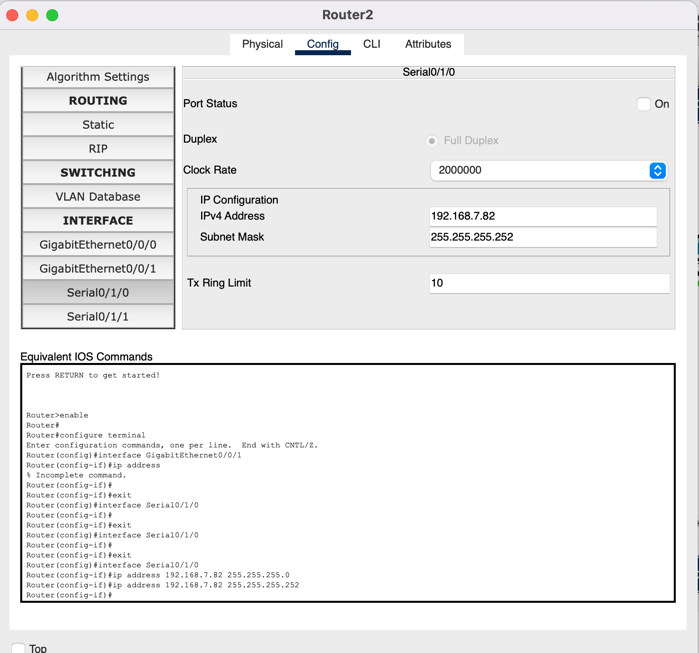 Router2
Physical Config CLI Attributes
Algorithm Settings
ROUTING
Static
RIP
SWITCHING
VLAN Database
INTERFACE
GigabitEthernet0/0/0
GigabitEthernet0/0/1
Serial0/1/0
Serial0/1/1
Serial0/1/0
Port Status On
Duplex Full Duplex
Clock Rate 2000000
IP Configuration
IPv4 Address 192.168.7.82
Subnet Mask 255.255.255.252
Tx Ring Limit 10
Equivalent IOS Commands
Press RETURN to get started!
Router>enable
Router#
Router#configure terminal
Enter configuration commands, one per line.  End with CNTL/Z.
Router(config)#interface GigabitEthernet0/0/1
Router(config-if)#ip address
% Incomplete command.
Router(config-if)#
Router(config-if)#exit
Router(config)#interface Serial0/1/0
Router(config-if)#
Router(config-if)#exit
Router(config)#interface Serial0/1/0
Router(config-if)#
Router(config-if)#exit
Router(config)#interface Serial0/1/0
Router(config-if)#ip address 192.168.7.82 255.255.255.0
Router(config-if)#ip address 192.168.7.82 255.255.255.252
Router(config-if)#
Top